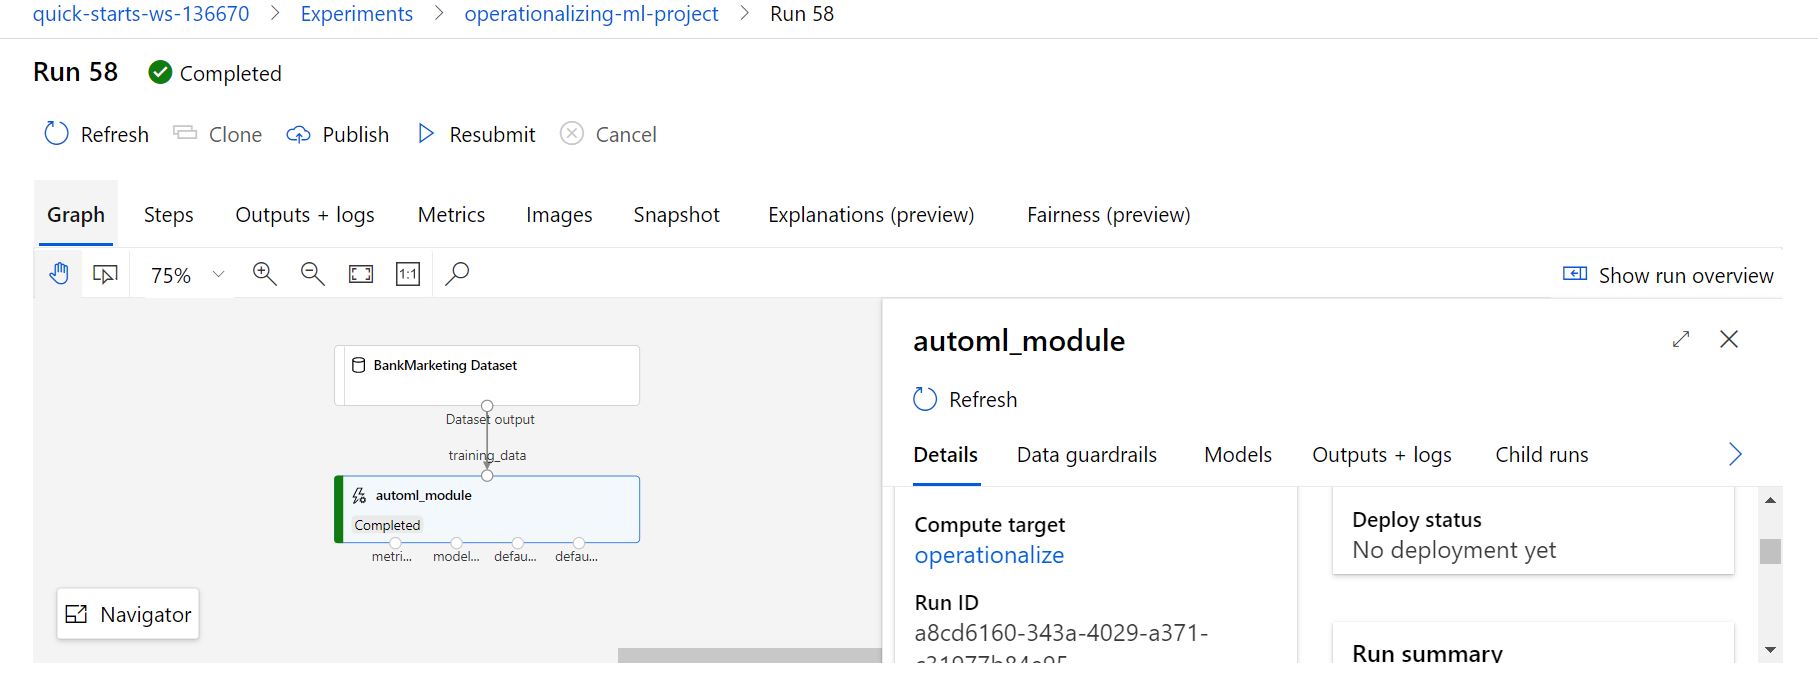 quick-starts-ws-136670 > Experiments > operationalizing-ml-project > Run 58
Run 58 Completed
Refresh Clone Publish Resubmit Cancel
Graph Steps Outputs + logs Metrics Images Snapshot Explanations (preview) Fairness (preview)
75% 1:1 Show run overview
BankMarketing Dataset
Dataset output
training_data
automl_module
Completed
metri... model... defau... defau...
Navigator
automl_module
Refresh
Details Data guardrails Models Outputs + logs Child runs
Compute target
operationalize
Run ID
a8cd6160-343a-4029-a371-
Deploy status
No deployment yet
Run summary